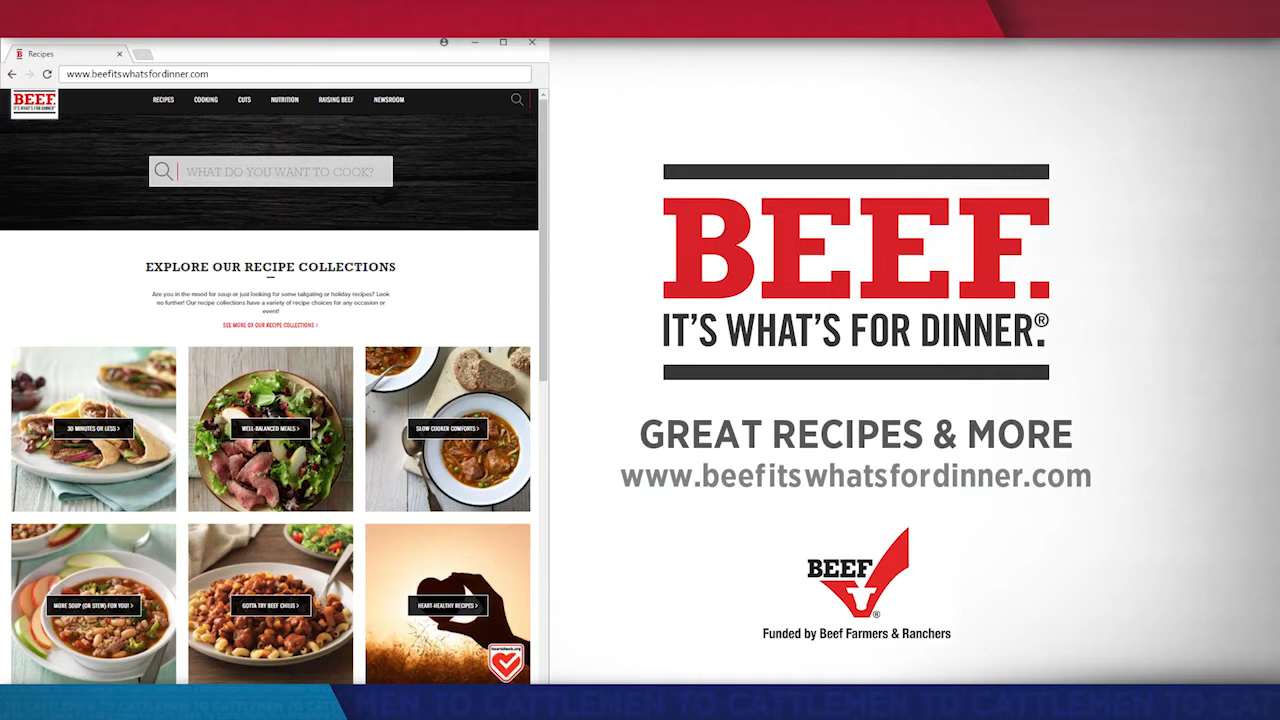 Recipes
www.beefitswhatsfordinner.com
BEEF.
IT'S WHAT'S FOR DINNER.®
RECIPES COOKING CUTS NUTRITION RAISING BEEF NEWSROOM
WHAT DO YOU WANT TO COOK?
EXPLORE OUR RECIPE COLLECTIONS
Are you in the mood for soup or just looking for some tailgating or holiday recipes? Look
no further! Our recipe collections have a variety of recipe choices for any occasion or
event!
SEE MORE OF OUR RECIPE COLLECTIONS >
30 MINUTES OR LESS >
WELL-BALANCED MEALS >
SLOW COOKER COMFORTS >
MORE SOUP (OR STEW) FOR YOU! >
GOTTA TRY BEEF CHILIS >
HEART-HEALTHY RECIPES >
BEEF.
IT'S WHAT'S FOR DINNER.®
GREAT RECIPES & MORE
www.beefitswhatsfordinner.com
BEEF
®
Funded by Beef Farmers & Ranchers
CATTLEMEN TO CATTLEMEN